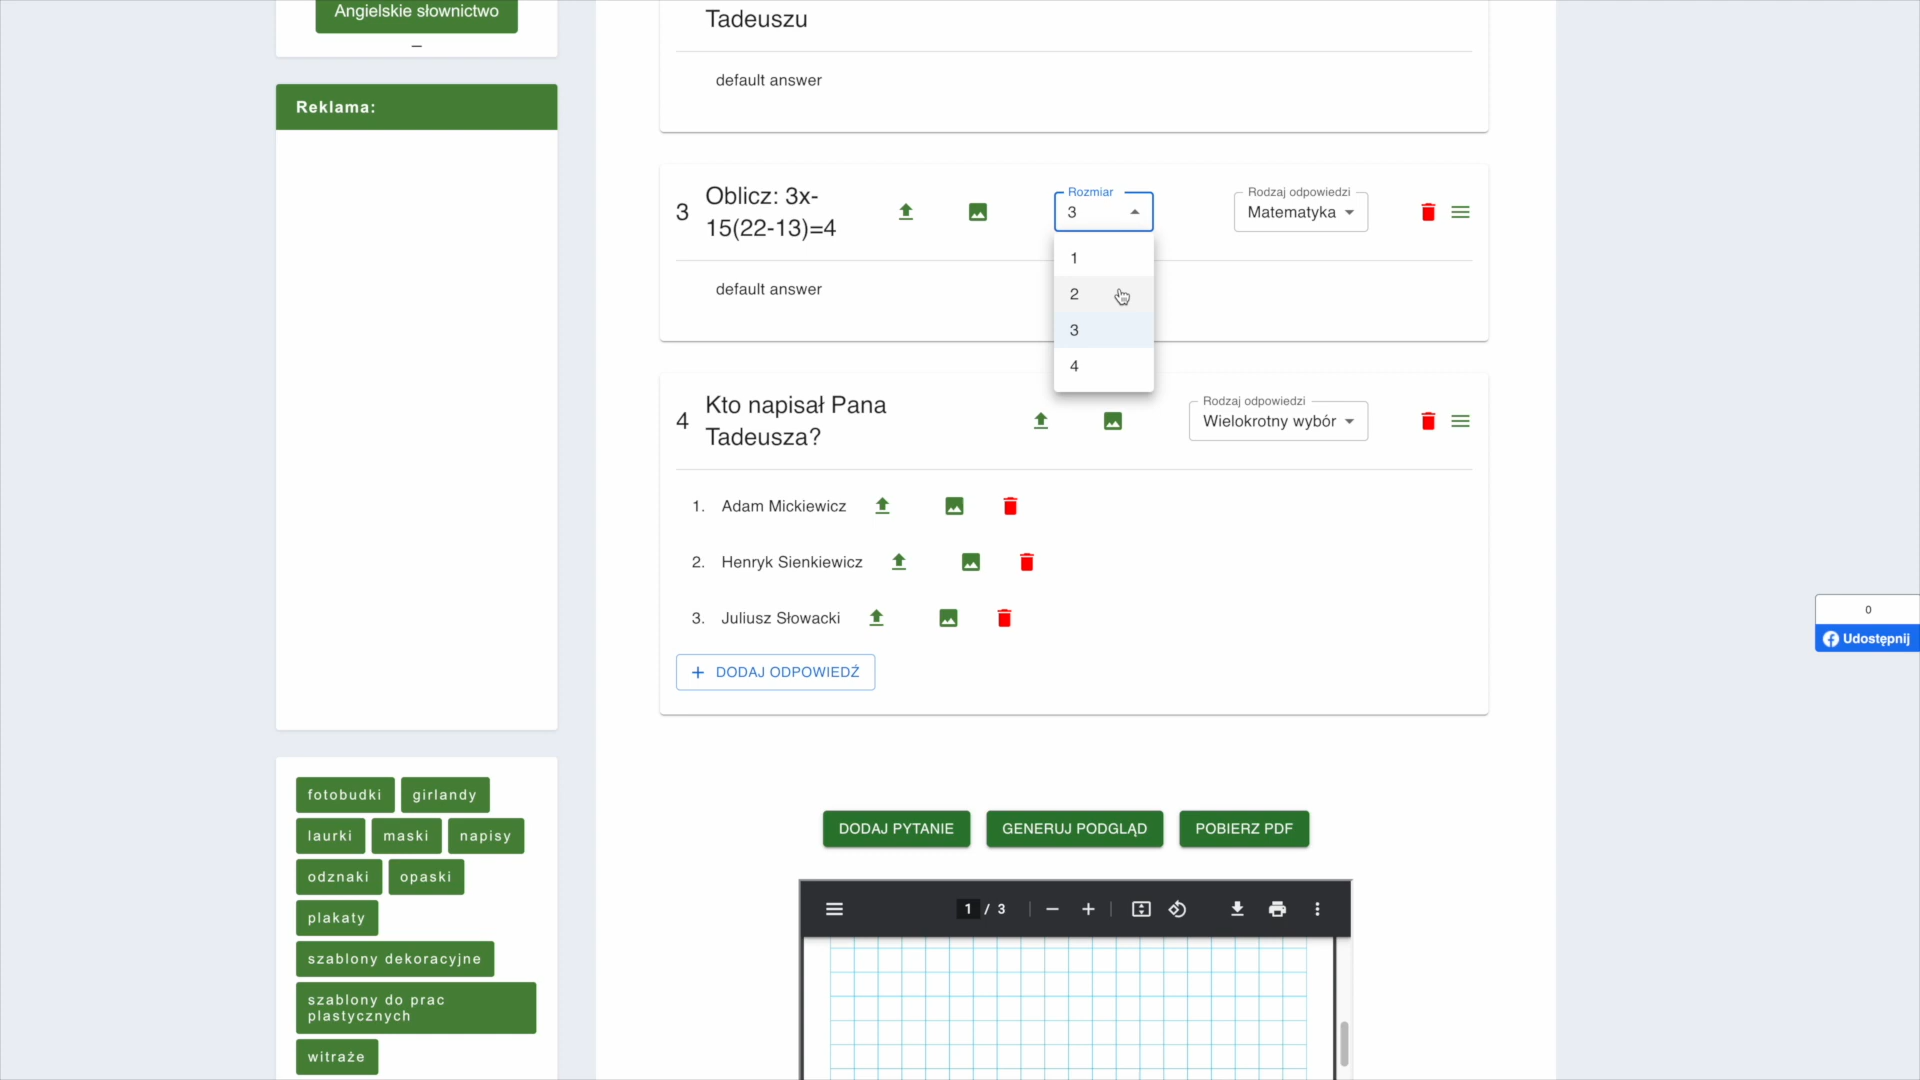 Angielskie słownictwo
–
Reklama:
fotobudki girlandy
laurki maski napisy
odznaki opaski
plakaty
szablony dekoracyjne
szablony do prac
plastycznych
witraże
Tadeuszu
default answer
3 Oblicz: 3x-
15(22-13)=4
Rozmiar
3
1
2
3
4
Rodzaj odpowiedzi
Matematyka
default answer
4 Kto napisał Pana
Tadeusza?
Rodzaj odpowiedzi
Wielokrotny wybór
1. Adam Mickiewicz
2. Henryk Sienkiewicz
3. Juliusz Słowacki
+ DODAJ ODPOWIEDŹ
DODAJ PYTANIE GENERUJ PODGLĄD POBIERZ PDF
1 / 3
0
Udostępnij